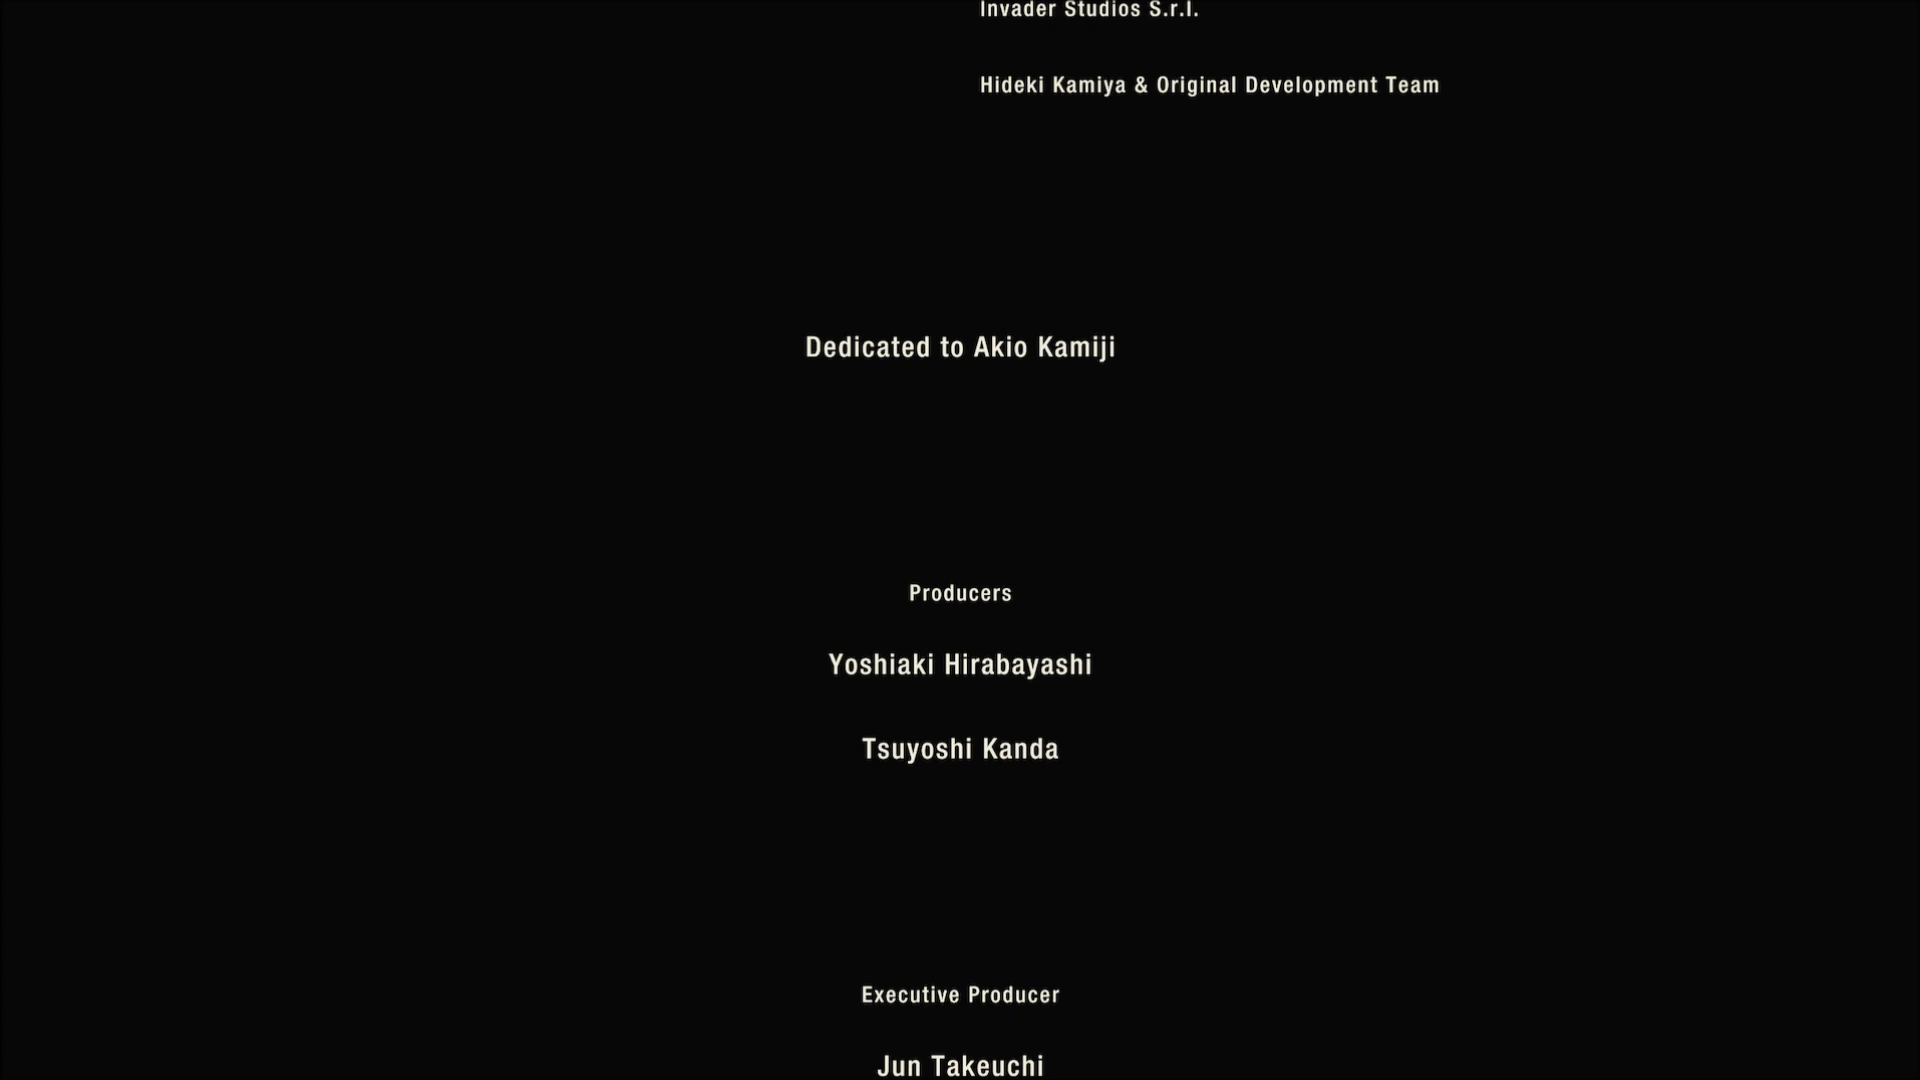 Invader Studios S.r.l.
Hideki Kamiya & Original Development Team
Dedicated to Akio Kamiji
Producers
Yoshiaki Hirabayashi
Tsuyoshi Kanda
Executive Producer
Jun Takeuchi